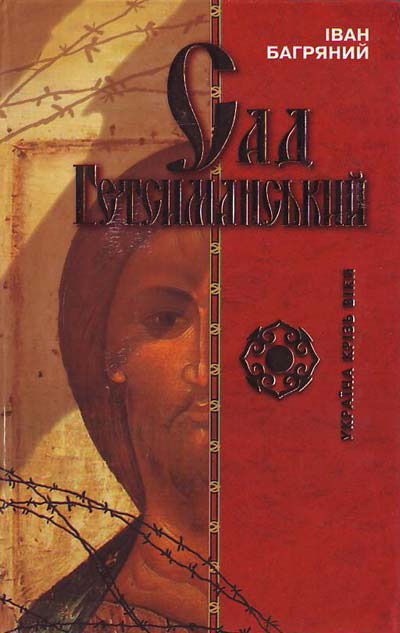 ІВАН
БАГРЯНИЙ
Сад
Гетсиманський
УКРАЇНА КРІЗЬ ВІКИ